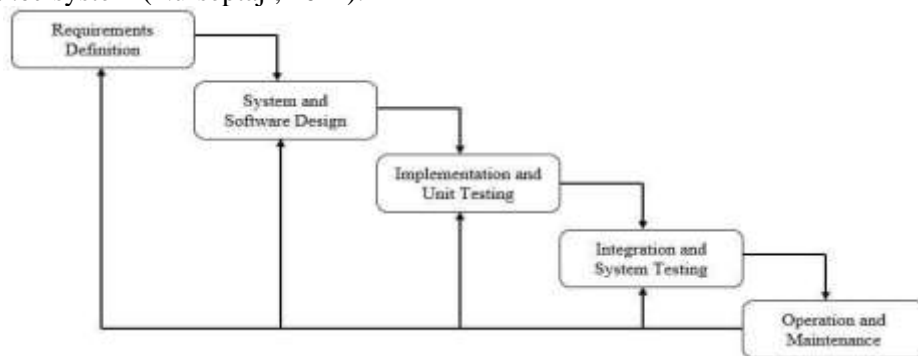 Requirements
Definition
System and
Software Design
Implementation and
Unit Testing
Integration and
System Testing
Operation and
Maintenance